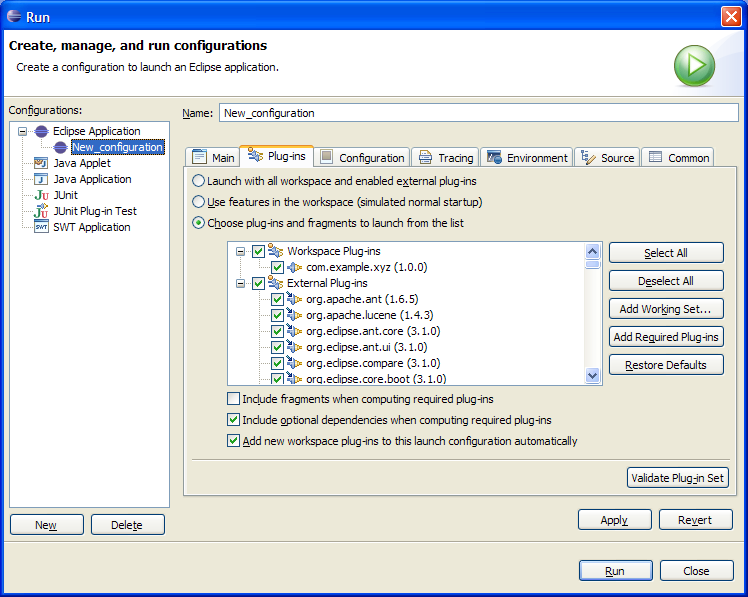 Run
Create, manage, and run configurations
Create a configuration to launch an Eclipse application.
Configurations:
Eclipse Application
New_configuration
Java Applet
Java Application
JUnit
JUnit Plug-in Test
SWT Application
New
Delete
Name: New_configuration
Main Plug-ins Configuration Tracing Environment Source Common
Launch with all workspace and enabled external plug-ins
Use features in the workspace (simulated normal startup)
Choose plug-ins and fragments to launch from the list
Workspace Plug-ins
com.example.xyz (1.0.0)
External Plug-ins
org.apache.ant (1.6.5)
org.apache.lucene (1.4.3)
org.eclipse.ant.core (3.1.0)
org.eclipse.ant.ui (3.1.0)
org.eclipse.compare (3.1.0)
org.eclipse.core.boot (3.1.0)
Select All
Deselect All
Add Working Set...
Add Required Plug-ins
Restore Defaults
Include fragments when computing required plug-ins
Include optional dependencies when computing required plug-ins
Add new workspace plug-ins to this launch configuration automatically
Validate Plug-in Set
Apply Revert
Run Close